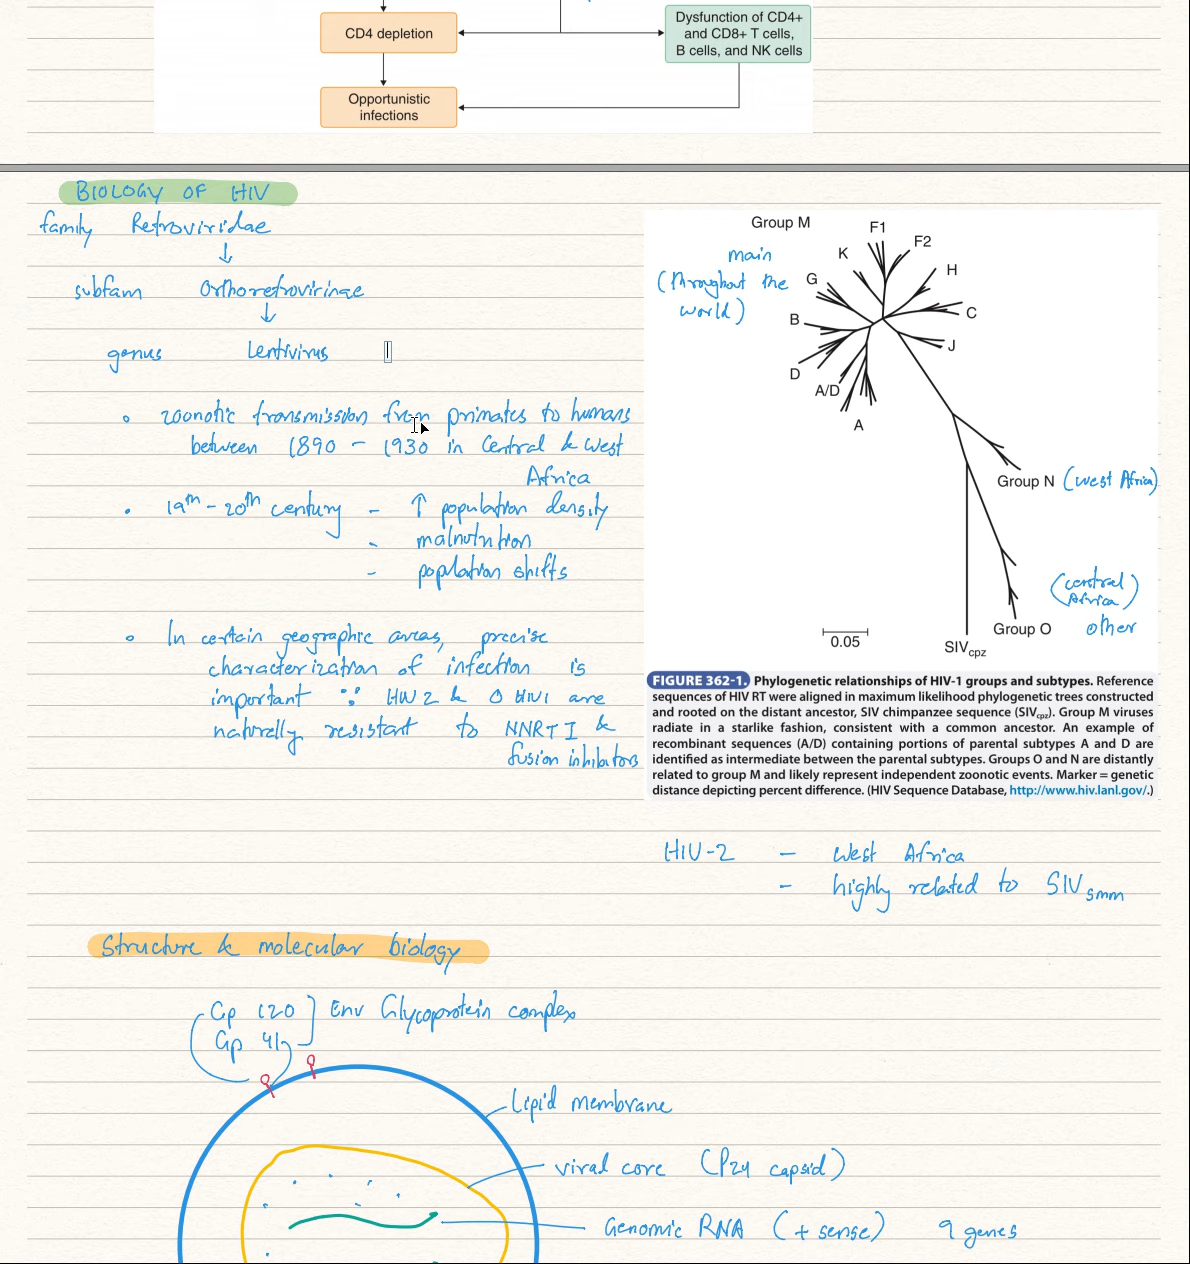 CD4 depletion
Dysfunction of CD4+
and CD8+ T cells,
B cells, and NK cells
Opportunistic
infections
BIOLOGY OF HIV
family Retroviridae
↓
subfam Orthoretrovirinae
↓
genus Lentivirus
• zoonotic transmission from primates to humans
between 1890 - 1930 in Central & West
Africa
• 19th - 20th century - ↑ population density
- malnutrition
- population shifts
• In certain geographic areas, precise
characterization of infection is
important ∵ HIV2 & O HIV1 are
naturally resistant to NNRTI &
fusion inhibitors
Group M
main
(throughout the
world)
F1
F2
K
H
G
C
B
J
D
A/D
A
Group N (West Africa)
(central
Africa)
Group O other
0.05
SIVcpz
FIGURE 362-1. Phylogenetic relationships of HIV-1 groups and subtypes. Reference
sequences of HIV RT were aligned in maximum likelihood phylogenetic trees constructed
and rooted on the distant ancestor, SIV chimpanzee sequence (SIVcpz). Group M viruses
radiate in a starlike fashion, consistent with a common ancestor. An example of
recombinant sequences (A/D) containing portions of parental subtypes A and D are
identified as intermediate between the parental subtypes. Groups O and N are distantly
related to group M and likely represent independent zoonotic events. Marker = genetic
distance depicting percent difference. (HIV Sequence Database, http://www.hiv.lanl.gov/.)
HIV-2 - West Africa
- highly related to SIVsmm
Structure & molecular biology
Gp 120 ] Env Glycoprotein complex
Gp 41
Lipid membrane
viral core (P24 capsid)
Genomic RNA (+ sense) 9 genes